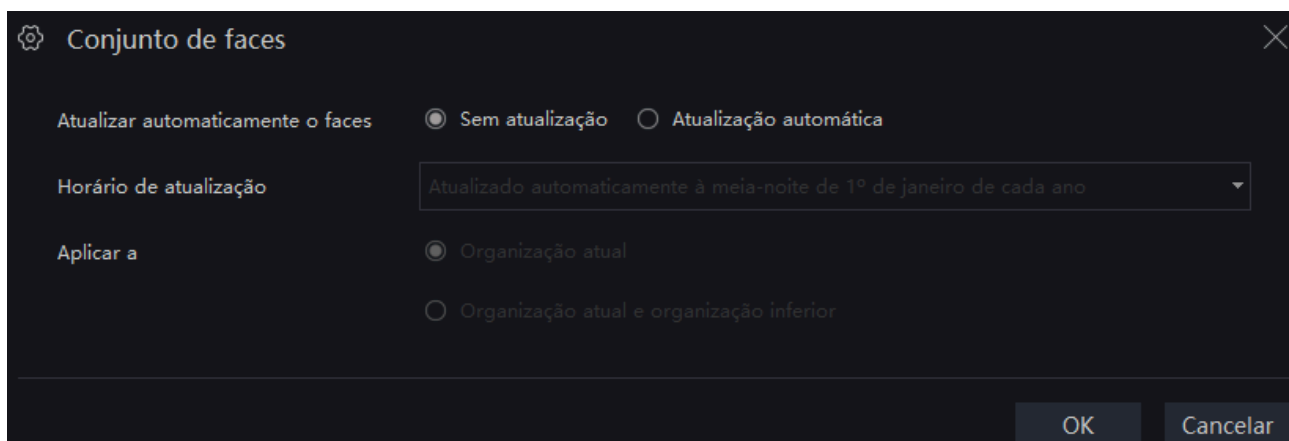 Conjunto de faces
Atualizar automaticamente o faces Sem atualização Atualização automática
Horário de atualização Atualizado automaticamente à meia-noite de 1º de janeiro de cada ano
Aplicar a Organização atual
Organização atual e organização inferior
OK Cancelar